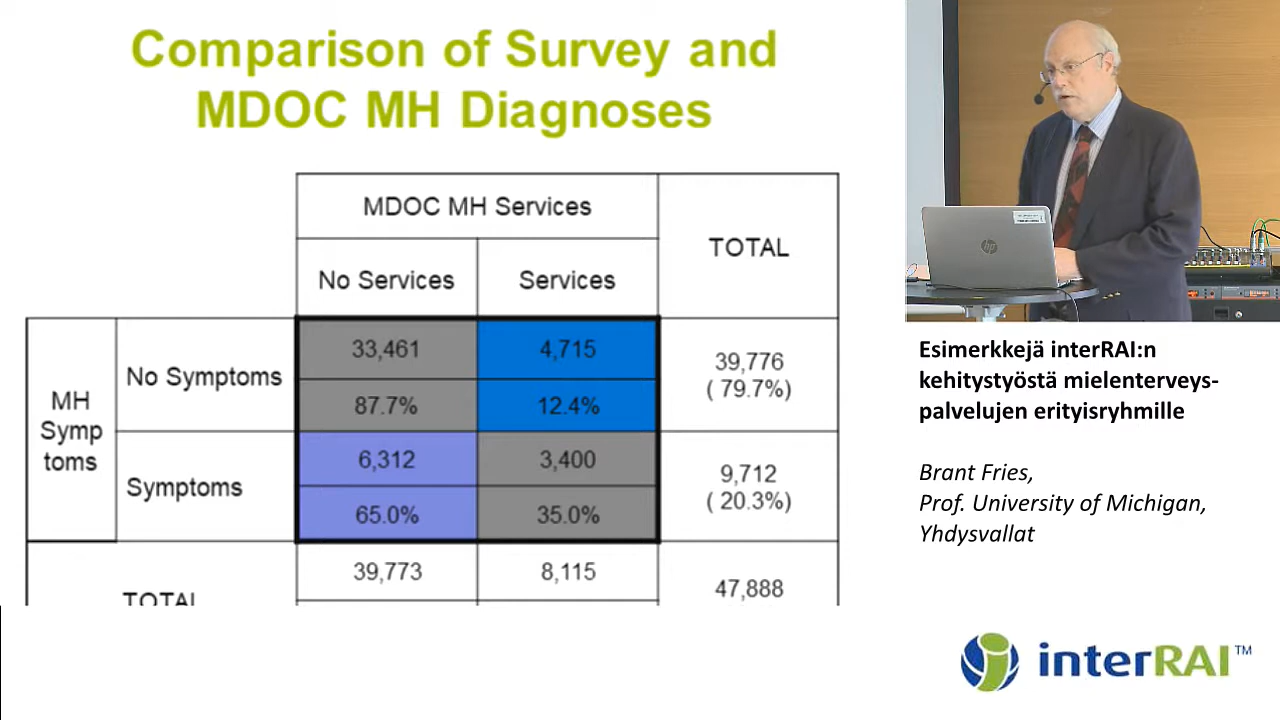 Comparison of Survey and
MDOC MH Diagnoses
MDOC MH Services
TOTAL
No Services
Services
MH
Symp
toms
No Symptoms
33,461
4,715
39,776
( 79.7%)
87.7%
12.4%
Symptoms
6,312
3,400
9,712
( 20.3%)
65.0%
35.0%
TOTAL
39,773
8,115
47,888
Esimerkkejä interRAI:n
kehitystyöstä mielenterveys-
palvelujen erityisryhmille
Brant Fries,
Prof. University of Michigan,
Yhdysvallat
interRAI™
hp